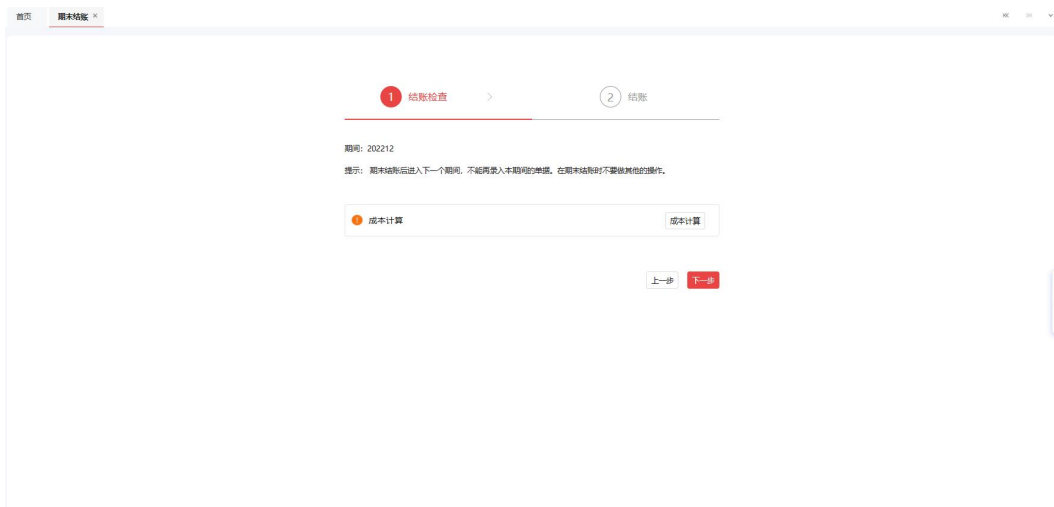 首页 期末结账 ×
1 结账检查 2 结账
期间：202212
提示： 期末结账后进入下一个期间，不能再录入本期间的单据。在期末结账时不要做其他的操作。
成本计算 成本计算
上一步 下一步